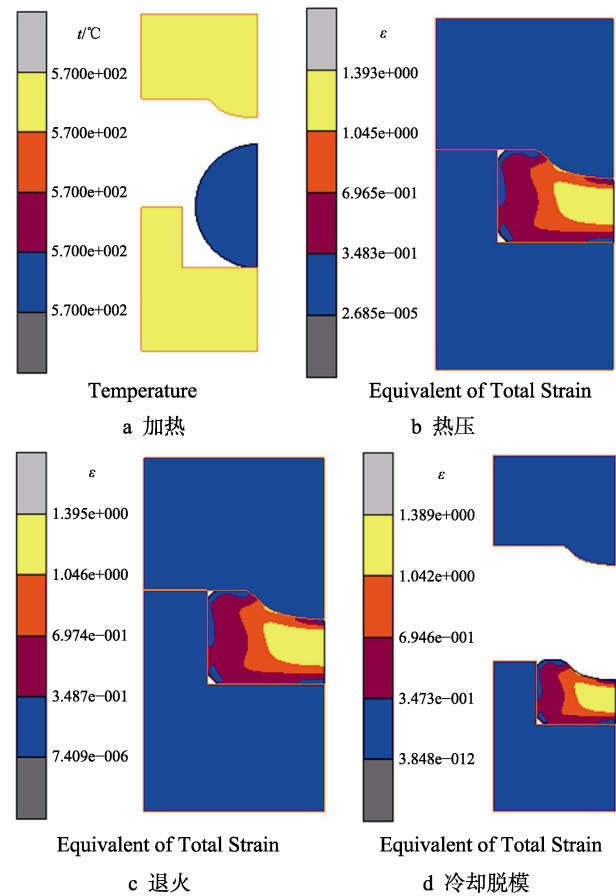 t/℃
5.700e+002
5.700e+002
5.700e+002
5.700e+002
5.700e+002
Temperature
a 加热
ε
1.393e+000
1.045e+000
6.965e−001
3.483e−001
2.685e−005
Equivalent of Total Strain
b 热压
ε
1.395e+000
1.046e+000
6.974e−001
3.487e−001
7.409e−006
Equivalent of Total Strain
c 退火
ε
1.389e+000
1.042e+000
6.946e−001
3.473e−001
3.848e−012
Equivalent of Total Strain
d 冷却脱模